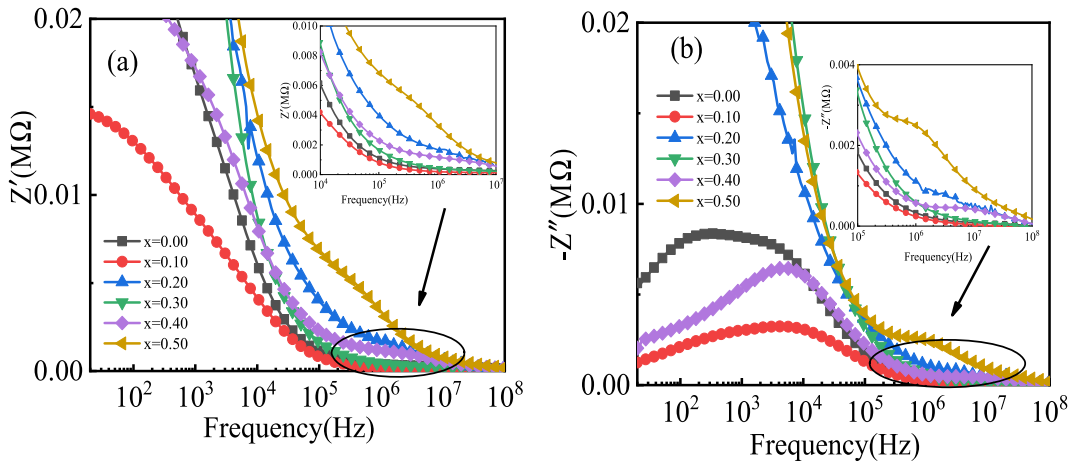 (a)
Z′(MΩ)
0.02
0.01
0.00
x=0.00
x=0.10
x=0.20
x=0.30
x=0.40
x=0.50
10² 10³ 10⁴ 10⁵ 10⁶ 10⁷ 10⁸
Frequency(Hz)
Z′(MΩ)
0.010
0.008
0.006
0.004
0.002
0.000
10⁴ 10⁵ 10⁶ 10⁷
Frequency(Hz)
(b)
-Z″(MΩ)
0.02
0.01
0.00
x=0.00
x=0.10
x=0.20
x=0.30
x=0.40
x=0.50
10² 10³ 10⁴ 10⁵ 10⁶ 10⁷ 10⁸
Frequency(Hz)
-Z″(MΩ)
0.004
0.002
0.000
10⁵ 10⁶ 10⁷ 10⁸
Frequency(Hz)